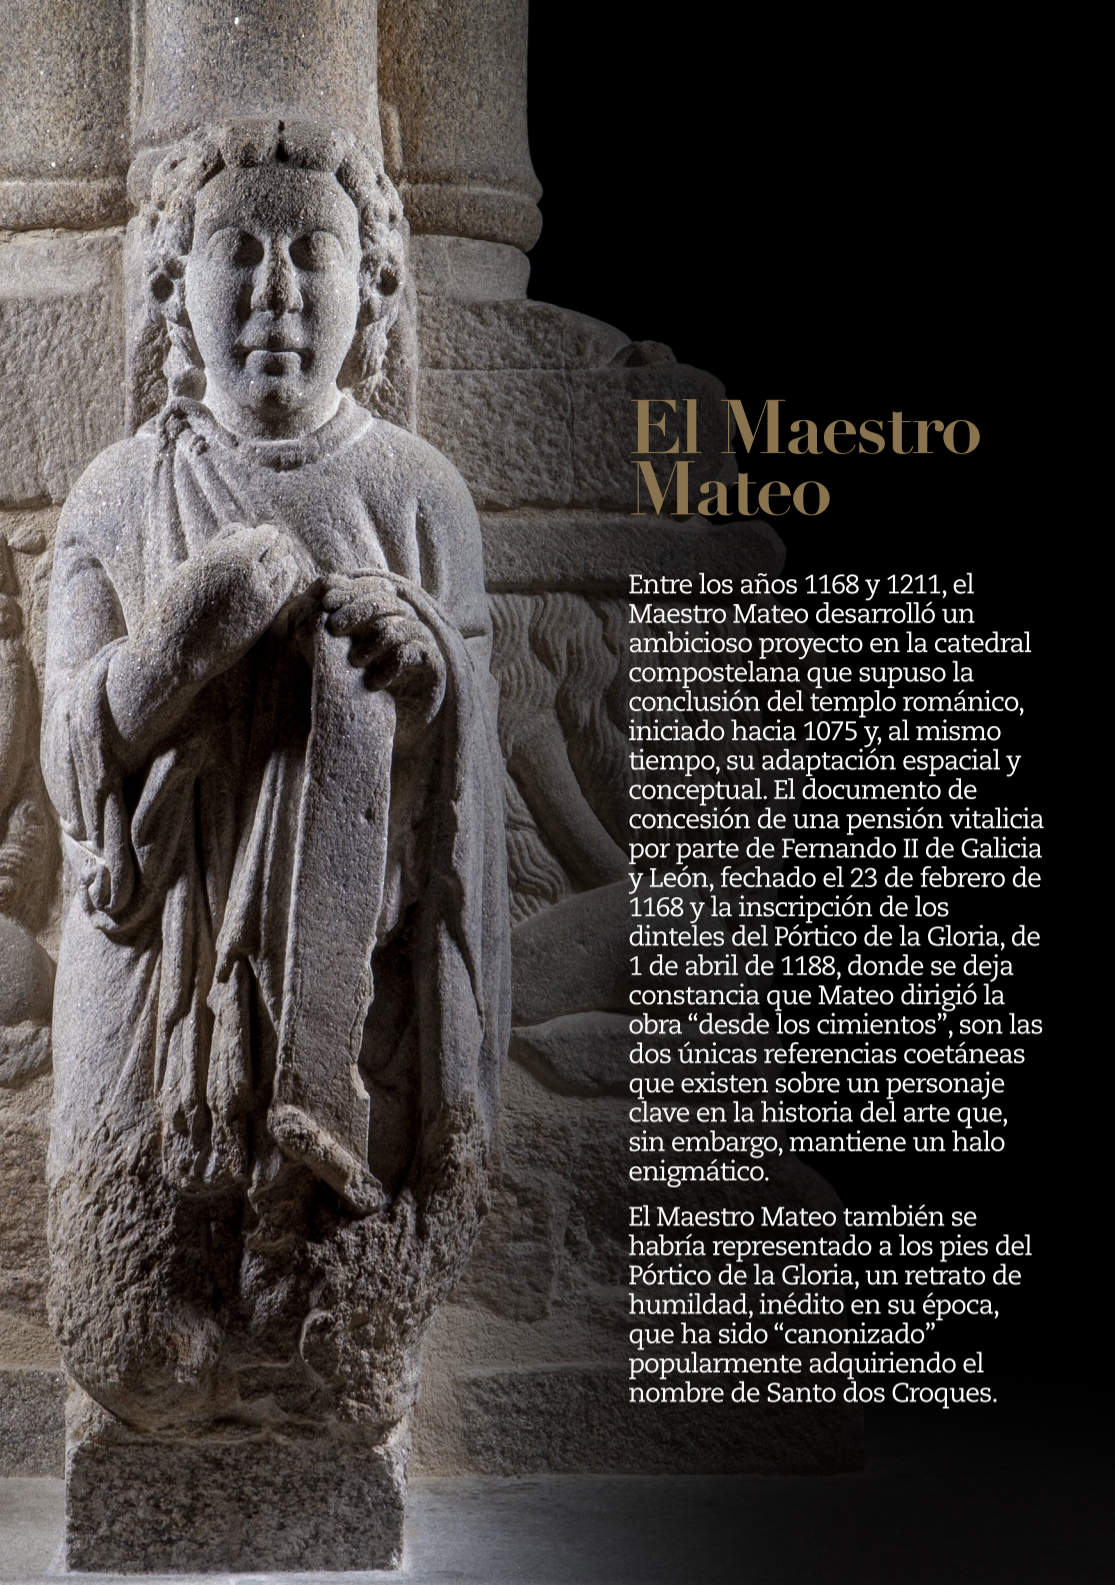 El Maestro
Mateo
Entre los años 1168 y 1211, el
Maestro Mateo desarrolló un
ambicioso proyecto en la catedral
compostelana que supuso la
conclusión del templo románico,
iniciado hacia 1075 y, al mismo
tiempo, su adaptación espacial y
conceptual. El documento de
concesión de una pensión vitalicia
por parte de Fernando II de Galicia
y León, fechado el 23 de febrero de
1168 y la inscripción de los
dinteles del Pórtico de la Gloria, de
1 de abril de 1188, donde se deja
constancia que Mateo dirigió la
obra “desde los cimientos”, son las
dos únicas referencias coetáneas
que existen sobre un personaje
clave en la historia del arte que,
sin embargo, mantiene un halo
enigmático.
El Maestro Mateo también se
habría representado a los pies del
Pórtico de la Gloria, un retrato de
humildad, inédito en su época,
que ha sido “canonizado”
popularmente adquiriendo el
nombre de Santo dos Croques.